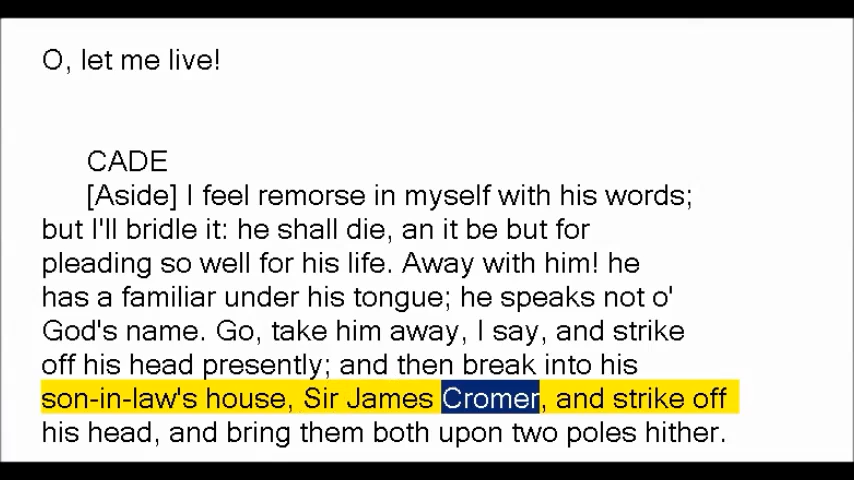 O, let me live!
CADE
[Aside] I feel remorse in myself with his words;
but I'll bridle it: he shall die, an it be but for
pleading so well for his life. Away with him! he
has a familiar under his tongue; he speaks not o'
God's name. Go, take him away, I say, and strike
off his head presently; and then break into his
son-in-law's house, Sir James Cromer, and strike off
his head, and bring them both upon two poles hither.